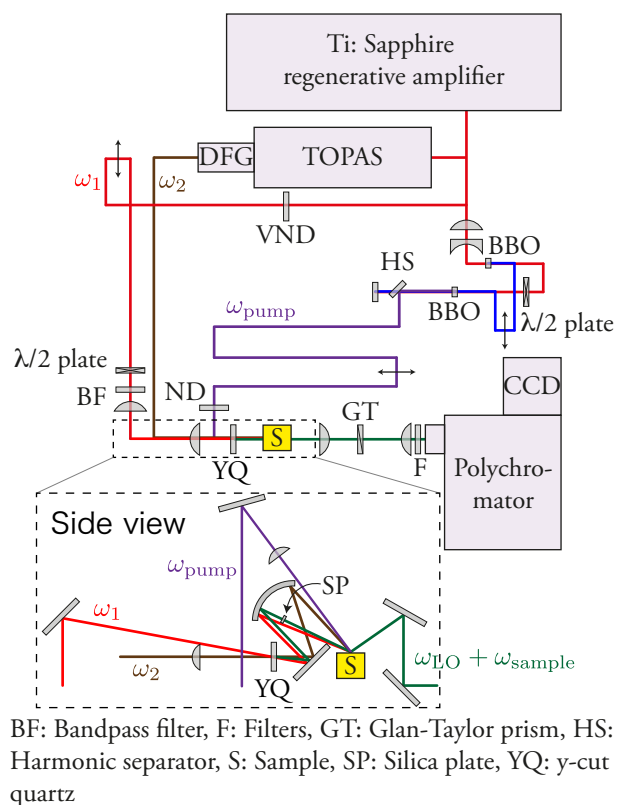 Ti: Sapphire
regenerative amplifier
DFG
TOPAS
ω1
ω2
VND
BBO
HS
BBO
ωpump
λ/2 plate
λ/2 plate
CCD
BF
ND
GT
S
F
YQ
Polychro-
mator
Side view
ωpump
SP
ω1
ω2
S
ωLO + ωsample
YQ
BF: Bandpass filter, F: Filters, GT: Glan-Taylor prism, HS:
Harmonic separator, S: Sample, SP: Silica plate, YQ: y-cut
quartz